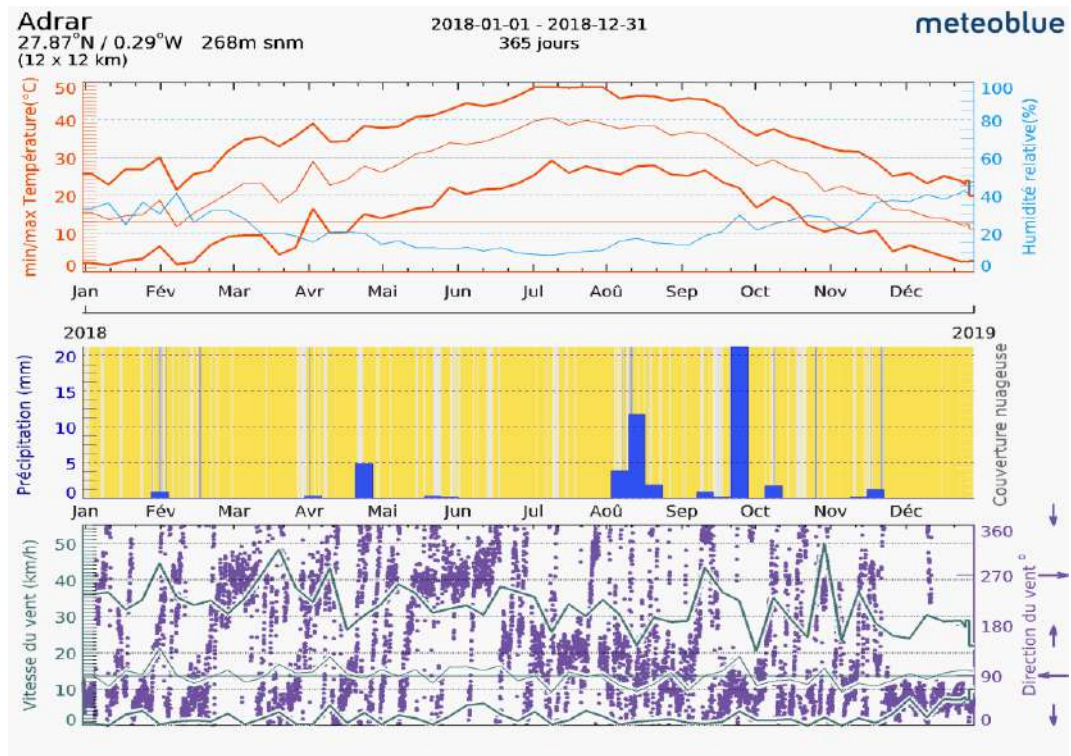 Adrar
27.87°N / 0.29°W 268m snm
(12 x 12 km)
2018-01-01 - 2018-12-31
365 jours
meteoblue
min/max Température(°C)
50
40
30
20
10
0
100
80
60
40
20
0
Humidité relative(%)
Jan Fév Mar Avr Mai Jun Jul Aoû Sep Oct Nov Déc
2018 2019
Précipitation (mm)
20
15
10
5
0
Couverture nuageuse
Jan Fév Mar Avr Mai Jun Jul Aoû Sep Oct Nov Déc
Vitesse du vent (km/h)
50
40
30
20
10
0
360
270
180
90
0
Direction du vent°